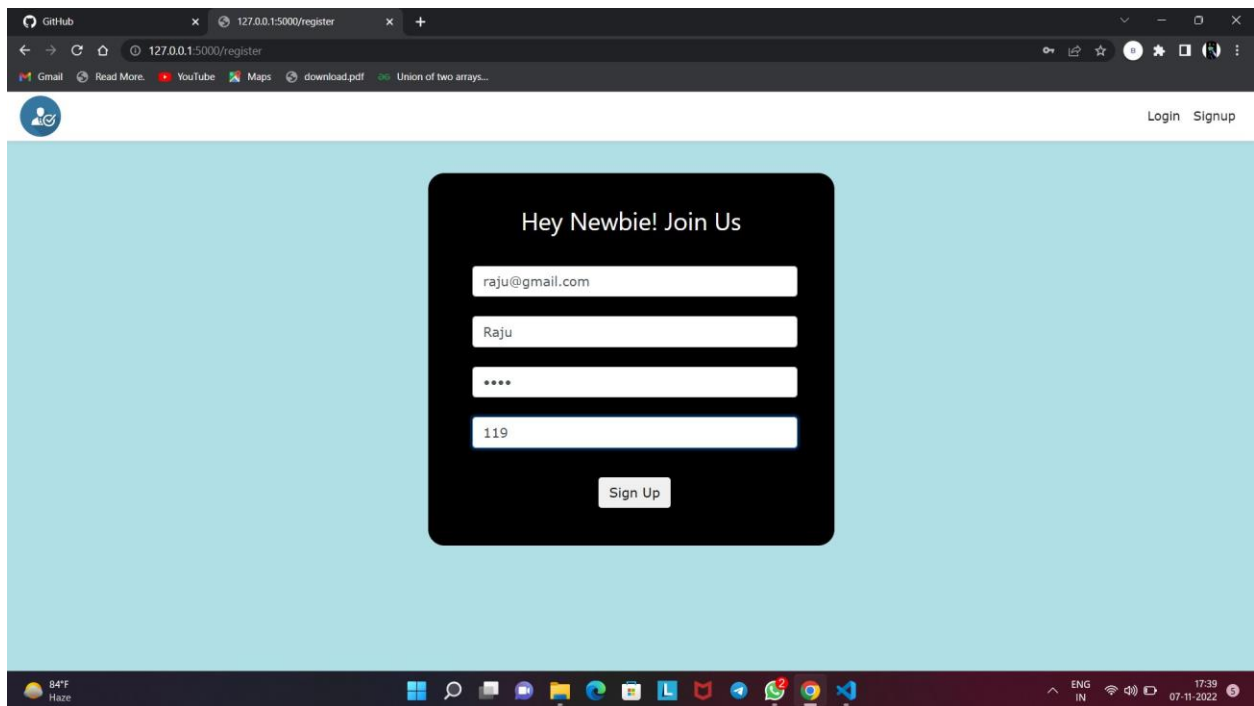 GitHub
127.0.0.1:5000/register
127.0.0.1:5000/register
Gmail Read More. YouTube Maps download.pdf Union of two arrays...
Login Signup
Hey Newbie! Join Us
raju@gmail.com
Raju
••••
119
Sign Up
84°F
Haze
L
2
ENG
IN
17:39
07-11-2022
5